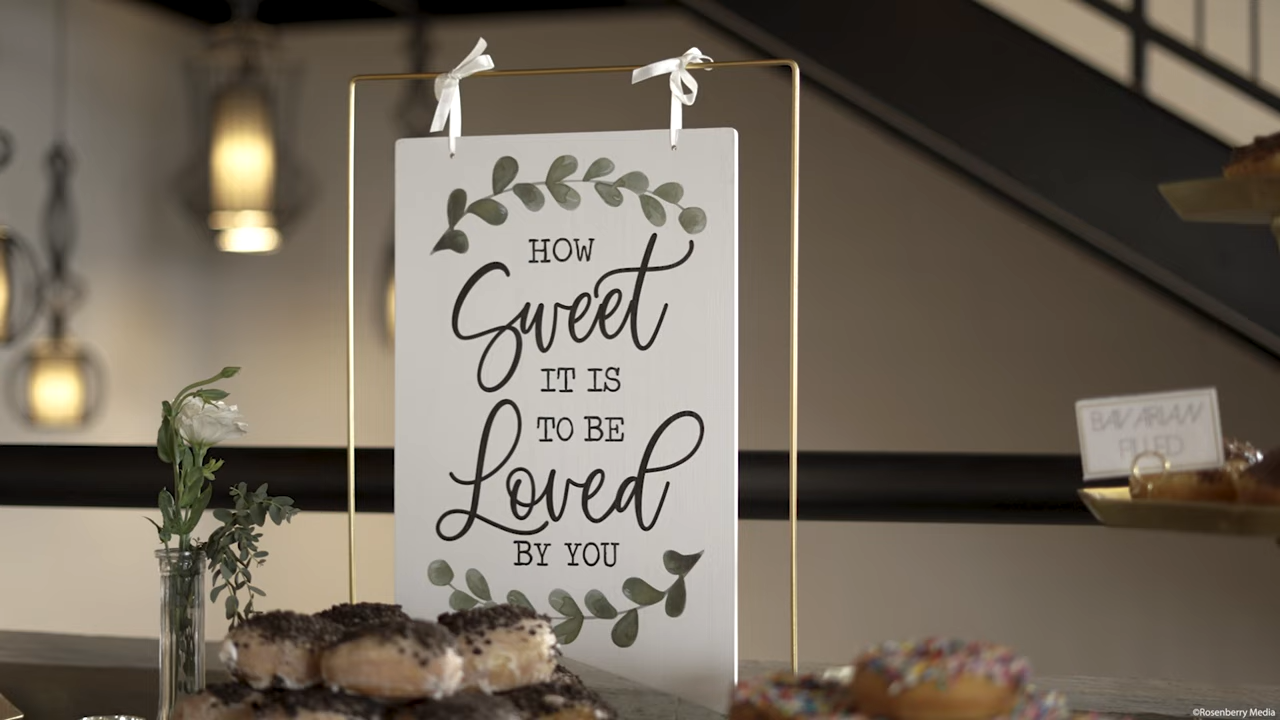 HOW
Sweet
IT IS
TO BE
Loved
BY YOU
BAVARIAN
FILLED
©Rosenberry Media